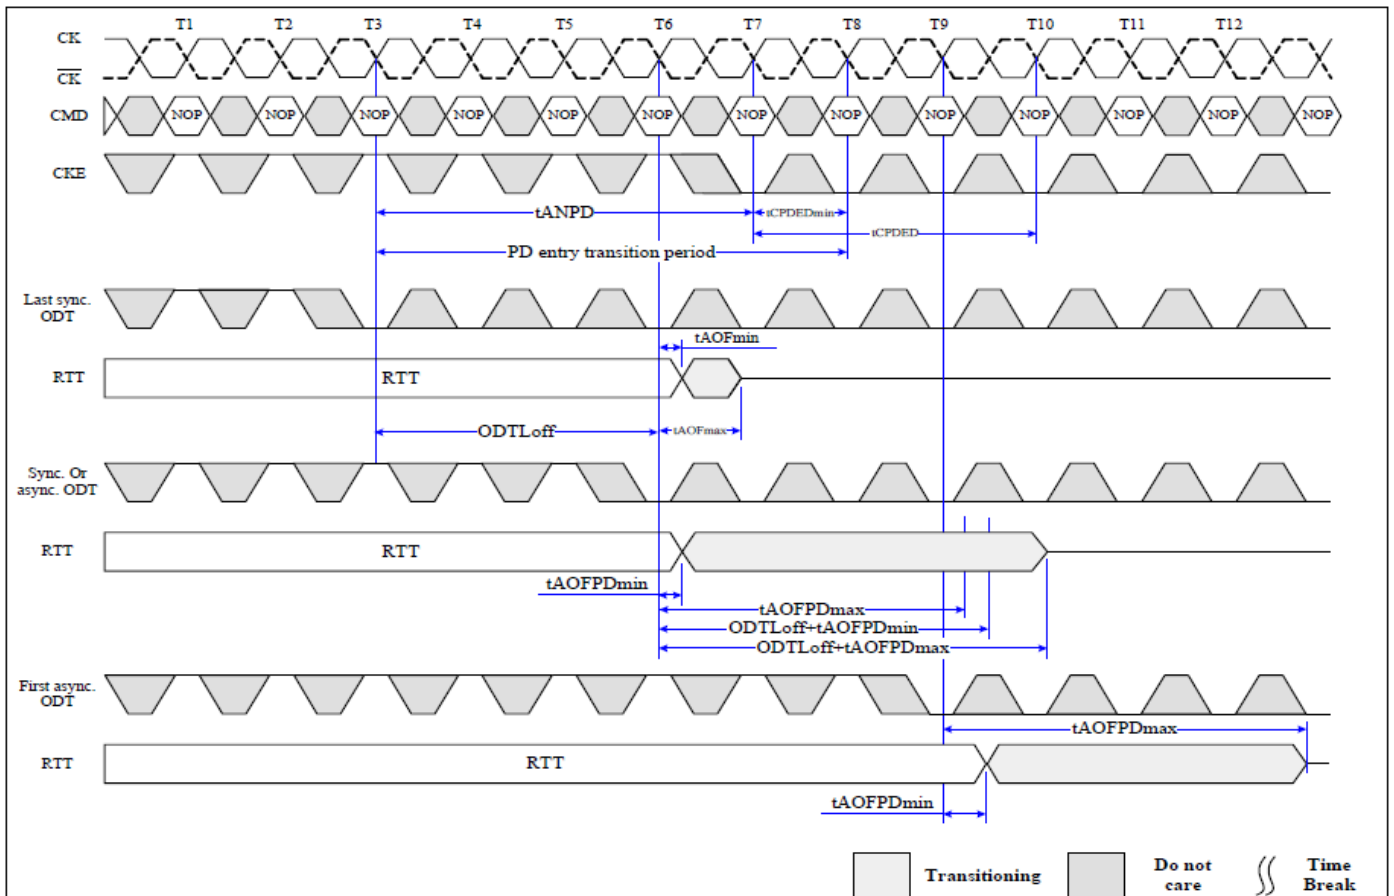 T1 T2 T3 T4 T5 T6 T7 T8 T9 T10 T11 T12
CK
CK
CMD NOP NOP NOP NOP NOP NOP NOP NOP NOP NOP NOP NOP NOP
CKE
tANPD tCPDEDmin
tCPDED
PD entry transition period
Last sync.
ODT
tAOFmin
RTT RTT
ODTLoff tAOFmax
Sync. Or
async. ODT
RTT RTT
tAOFPDmin
tAOFPDmax
ODTLoff+tAOFPDmin
ODTLoff+tAOFPDmax
First async.
ODT
tAOFPDmax
RTT RTT
tAOFPDmin
Transitioning
Do not
care
Time
Break